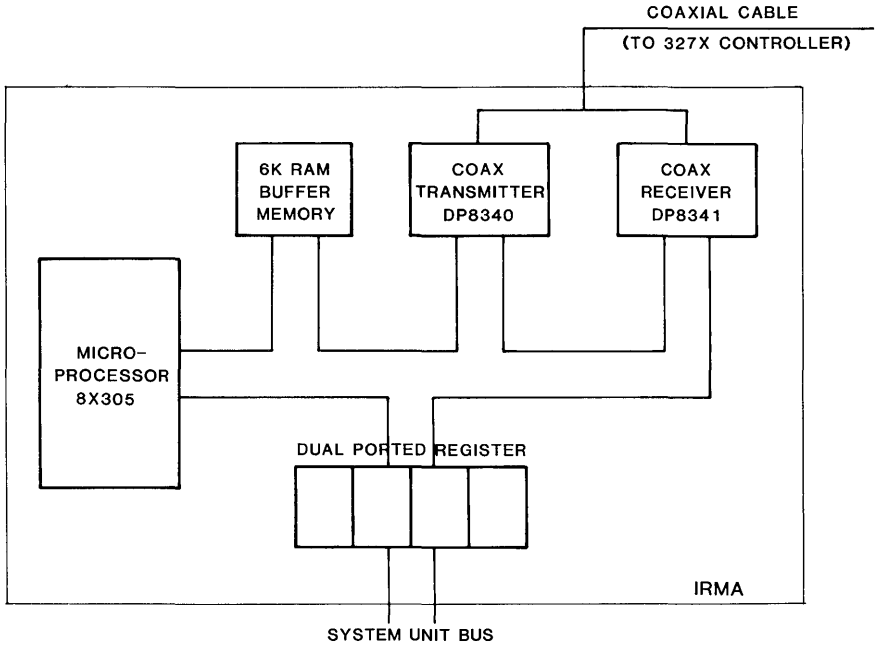 COAXIAL CABLE
(TO 327X CONTROLLER)
6K RAM
BUFFER
MEMORY
COAX
TRANSMITTER
DP8340
COAX
RECEIVER
DP8341
MICRO–
PROCESSOR
8X305
DUAL PORTED REGISTER
IRMA
SYSTEM UNIT BUS